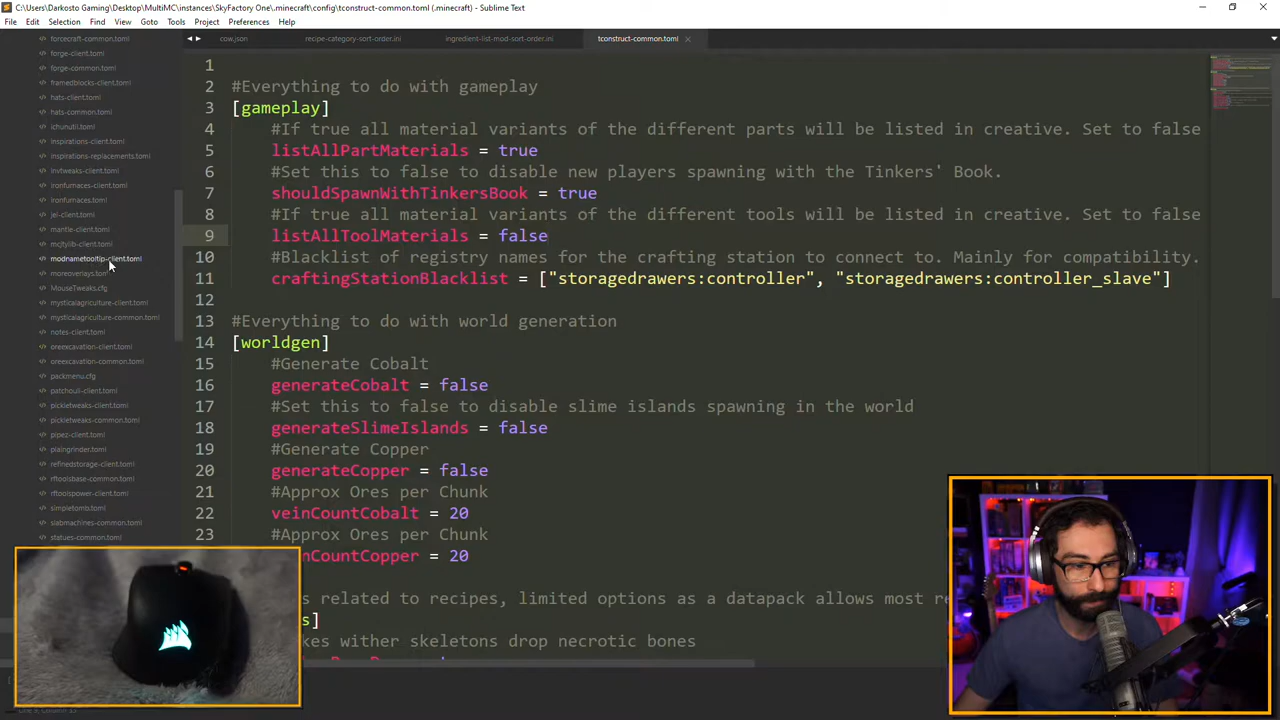 C:\Users\Darkosto Gaming\Desktop\MultiMC\instances\SkyFactory One\.minecraft\config\tconstruct-common.toml (.minecraft) - Sublime Text
File Edit Selection Find View Goto Tools Project Preferences Help
forcecraft-common.toml
forge-client.toml
forge-common.toml
framedblocks-client.toml
hats-client.toml
hats-common.toml
ichunutil.toml
inspirations-client.toml
inspirations-replacements.toml
invtweaks-client.toml
ironfurnaces-client.toml
ironfurnaces.toml
jei-client.toml
mantle-client.toml
mcjtylib-client.toml
modnametooltip-client.toml
moreoverlays.toml
MouseTweaks.cfg
mysticalagriculture-client.toml
mysticalagriculture-common.toml
notes-client.toml
oreexcavation-client.toml
oreexcavation-common.toml
packmenu.cfg
patchouli-client.toml
pickletweaks-client.toml
pickletweaks-common.toml
pipez-client.toml
plaingrinder.toml
refinedstorage-client.toml
rftoolsbase-common.toml
rftoolspower-client.toml
simpletomb.toml
slabmachines-common.toml
statues-common.toml
cow.json recipe-category-sort-order.ini ingredient-list-mod-sort-order.ini tconstruct-common.toml
1
2 #Everything to do with gameplay
3 [gameplay]
4 #If true all material variants of the different parts will be listed in creative. Set to false
5 listAllPartMaterials = true
6 #Set this to false to disable new players spawning with the Tinkers' Book.
7 shouldSpawnWithTinkersBook = true
8 #If true all material variants of the different tools will be listed in creative. Set to false
9 listAllToolMaterials = false
10 #Blacklist of registry names for the crafting station to connect to. Mainly for compatibility.
11 craftingStationBlacklist = ["storagedrawers:controller", "storagedrawers:controller_slave"]
12
13 #Everything to do with world generation
14 [worldgen]
15 #Generate Cobalt
16 generateCobalt = false
17 #Set this to false to disable slime islands spawning in the world
18 generateSlimeIslands = false
19 #Generate Copper
20 generateCopper = false
21 #Approx Ores per Chunk
22 veinCountCobalt = 20
23 #Approx Ores per Chunk
inCountCopper = 20
s related to recipes, limited options as a datapack allows most re
s]
kes wither skeletons drop necrotic bones